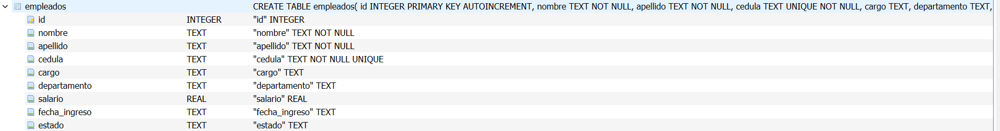 empleados CREATE TABLE empleados( id INTEGER PRIMARY KEY AUTOINCREMENT, nombre TEXT NOT NULL, apellido TEXT NOT NULL, cedula TEXT UNIQUE NOT NULL, cargo TEXT, departamento TEXT,
id INTEGER "id" INTEGER
nombre TEXT "nombre" TEXT NOT NULL
apellido TEXT "apellido" TEXT NOT NULL
cedula TEXT "cedula" TEXT NOT NULL UNIQUE
cargo TEXT "cargo" TEXT
departamento TEXT "departamento" TEXT
salario REAL "salario" REAL
fecha_ingreso TEXT "fecha_ingreso" TEXT
estado TEXT "estado" TEXT